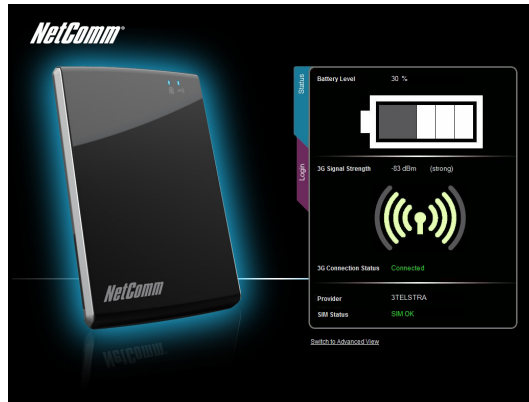 NetComm®
NetComm
Status
Login
Battery Level 30 %
3G Signal Strength -83 dBm (strong)
3G Connection Status Connected
Provider 3TELSTRA
SIM Status SIM OK
Switch to Advanced View